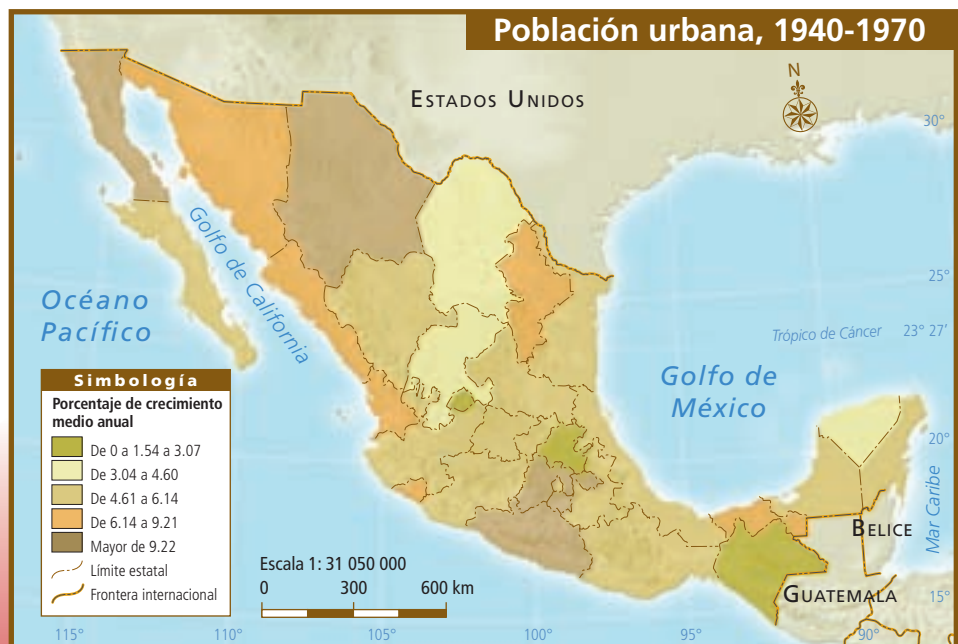 Población urbana, 1940-1970
N
ESTADOS UNIDOS
30°
Golfo de California
25°
Océano
Pacífico
Trópico de Cáncer 23° 27'
Golfo de
México
Simbología
Porcentaje de crecimiento
medio anual
De 0 a 1.54 a 3.07
De 3.04 a 4.60
De 4.61 a 6.14
De 6.14 a 9.21
Mayor de 9.22
Límite estatal
Frontera internacional
20°
Mar Caribe
BELICE
GUATEMALA
Escala 1: 31 050 000
0 300 600 km
15°
115° 110° 105° 100° 95° 90°